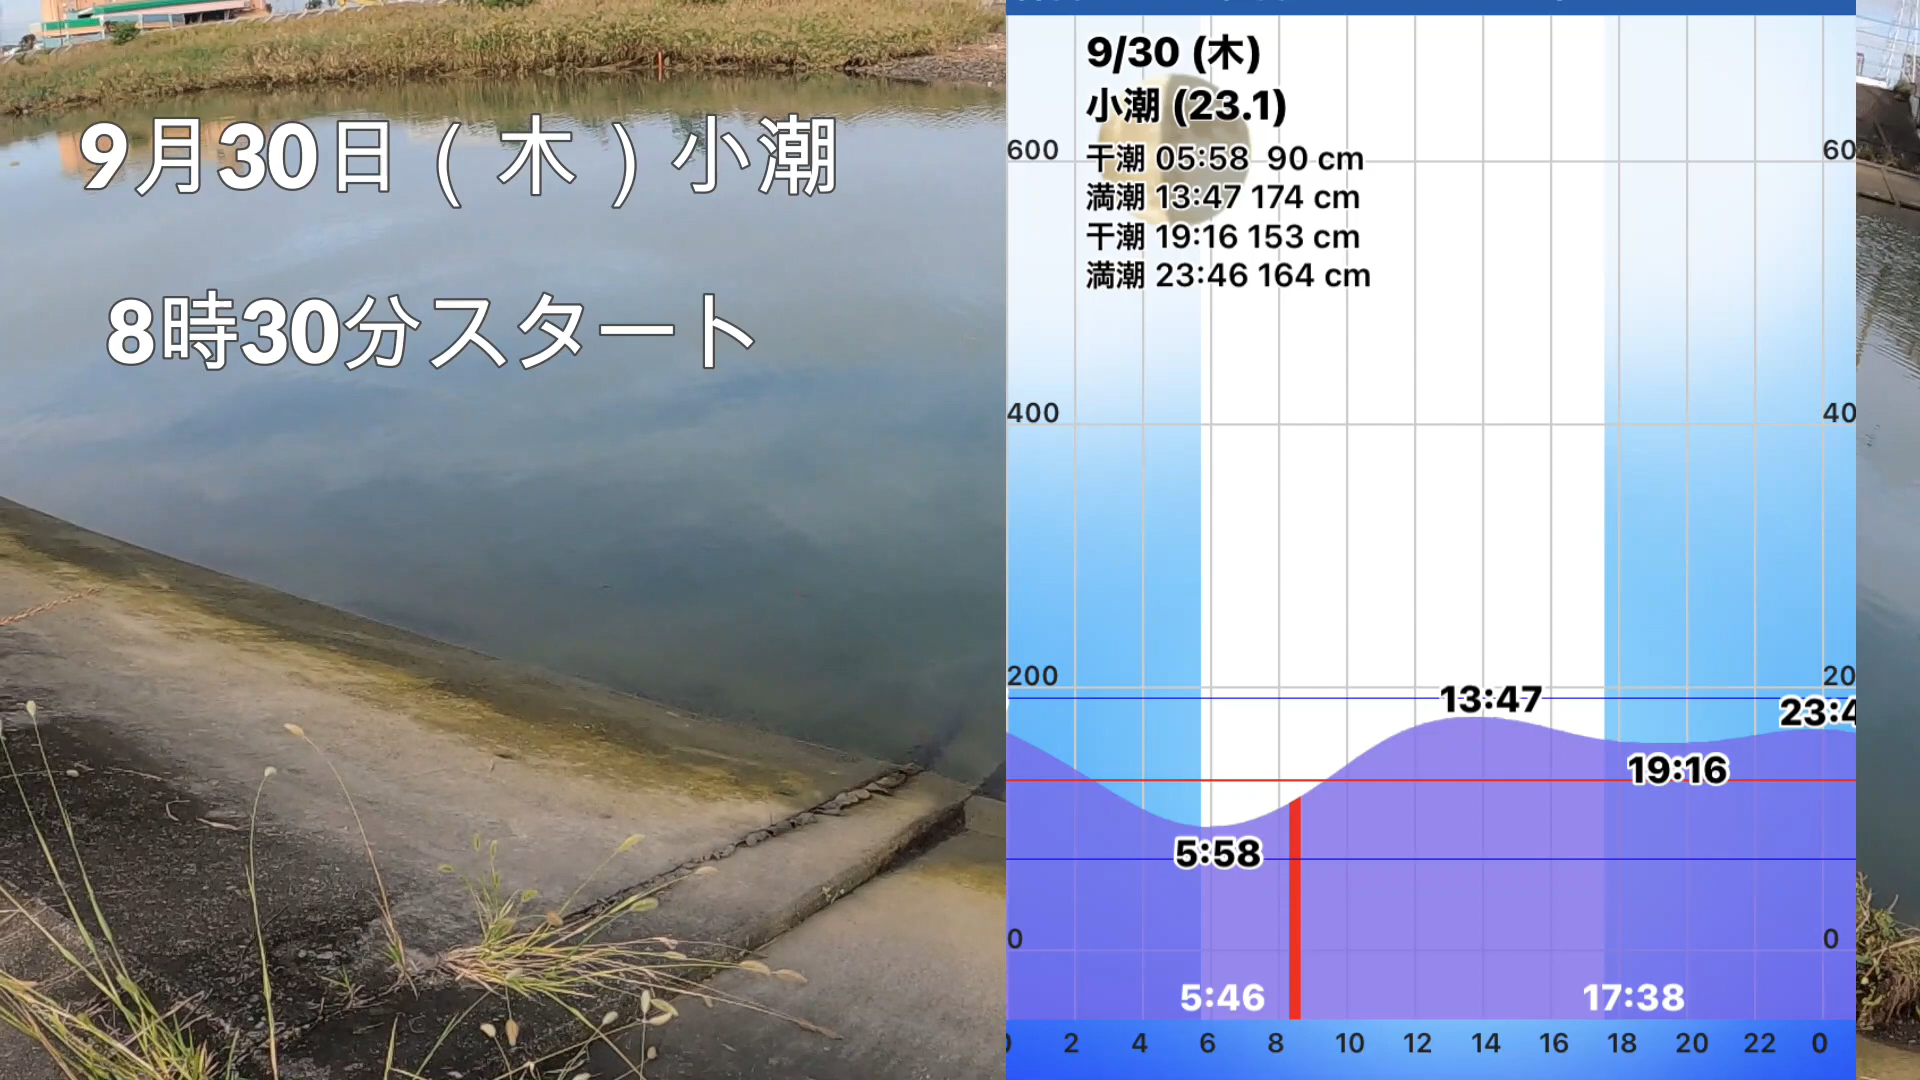 9月30日(木)小潮
8時30分スタート
9/30 (木)
小潮 (23.1)
干潮 05:58 90 cm
満潮 13:47 174 cm
干潮 19:16 153 cm
満潮 23:46 164 cm
600 60
400 40
200 20
13:47
23:4
19:16
5:58
0 0
5:46 17:38
2 4 6 8 10 12 14 16 18 20 22 0